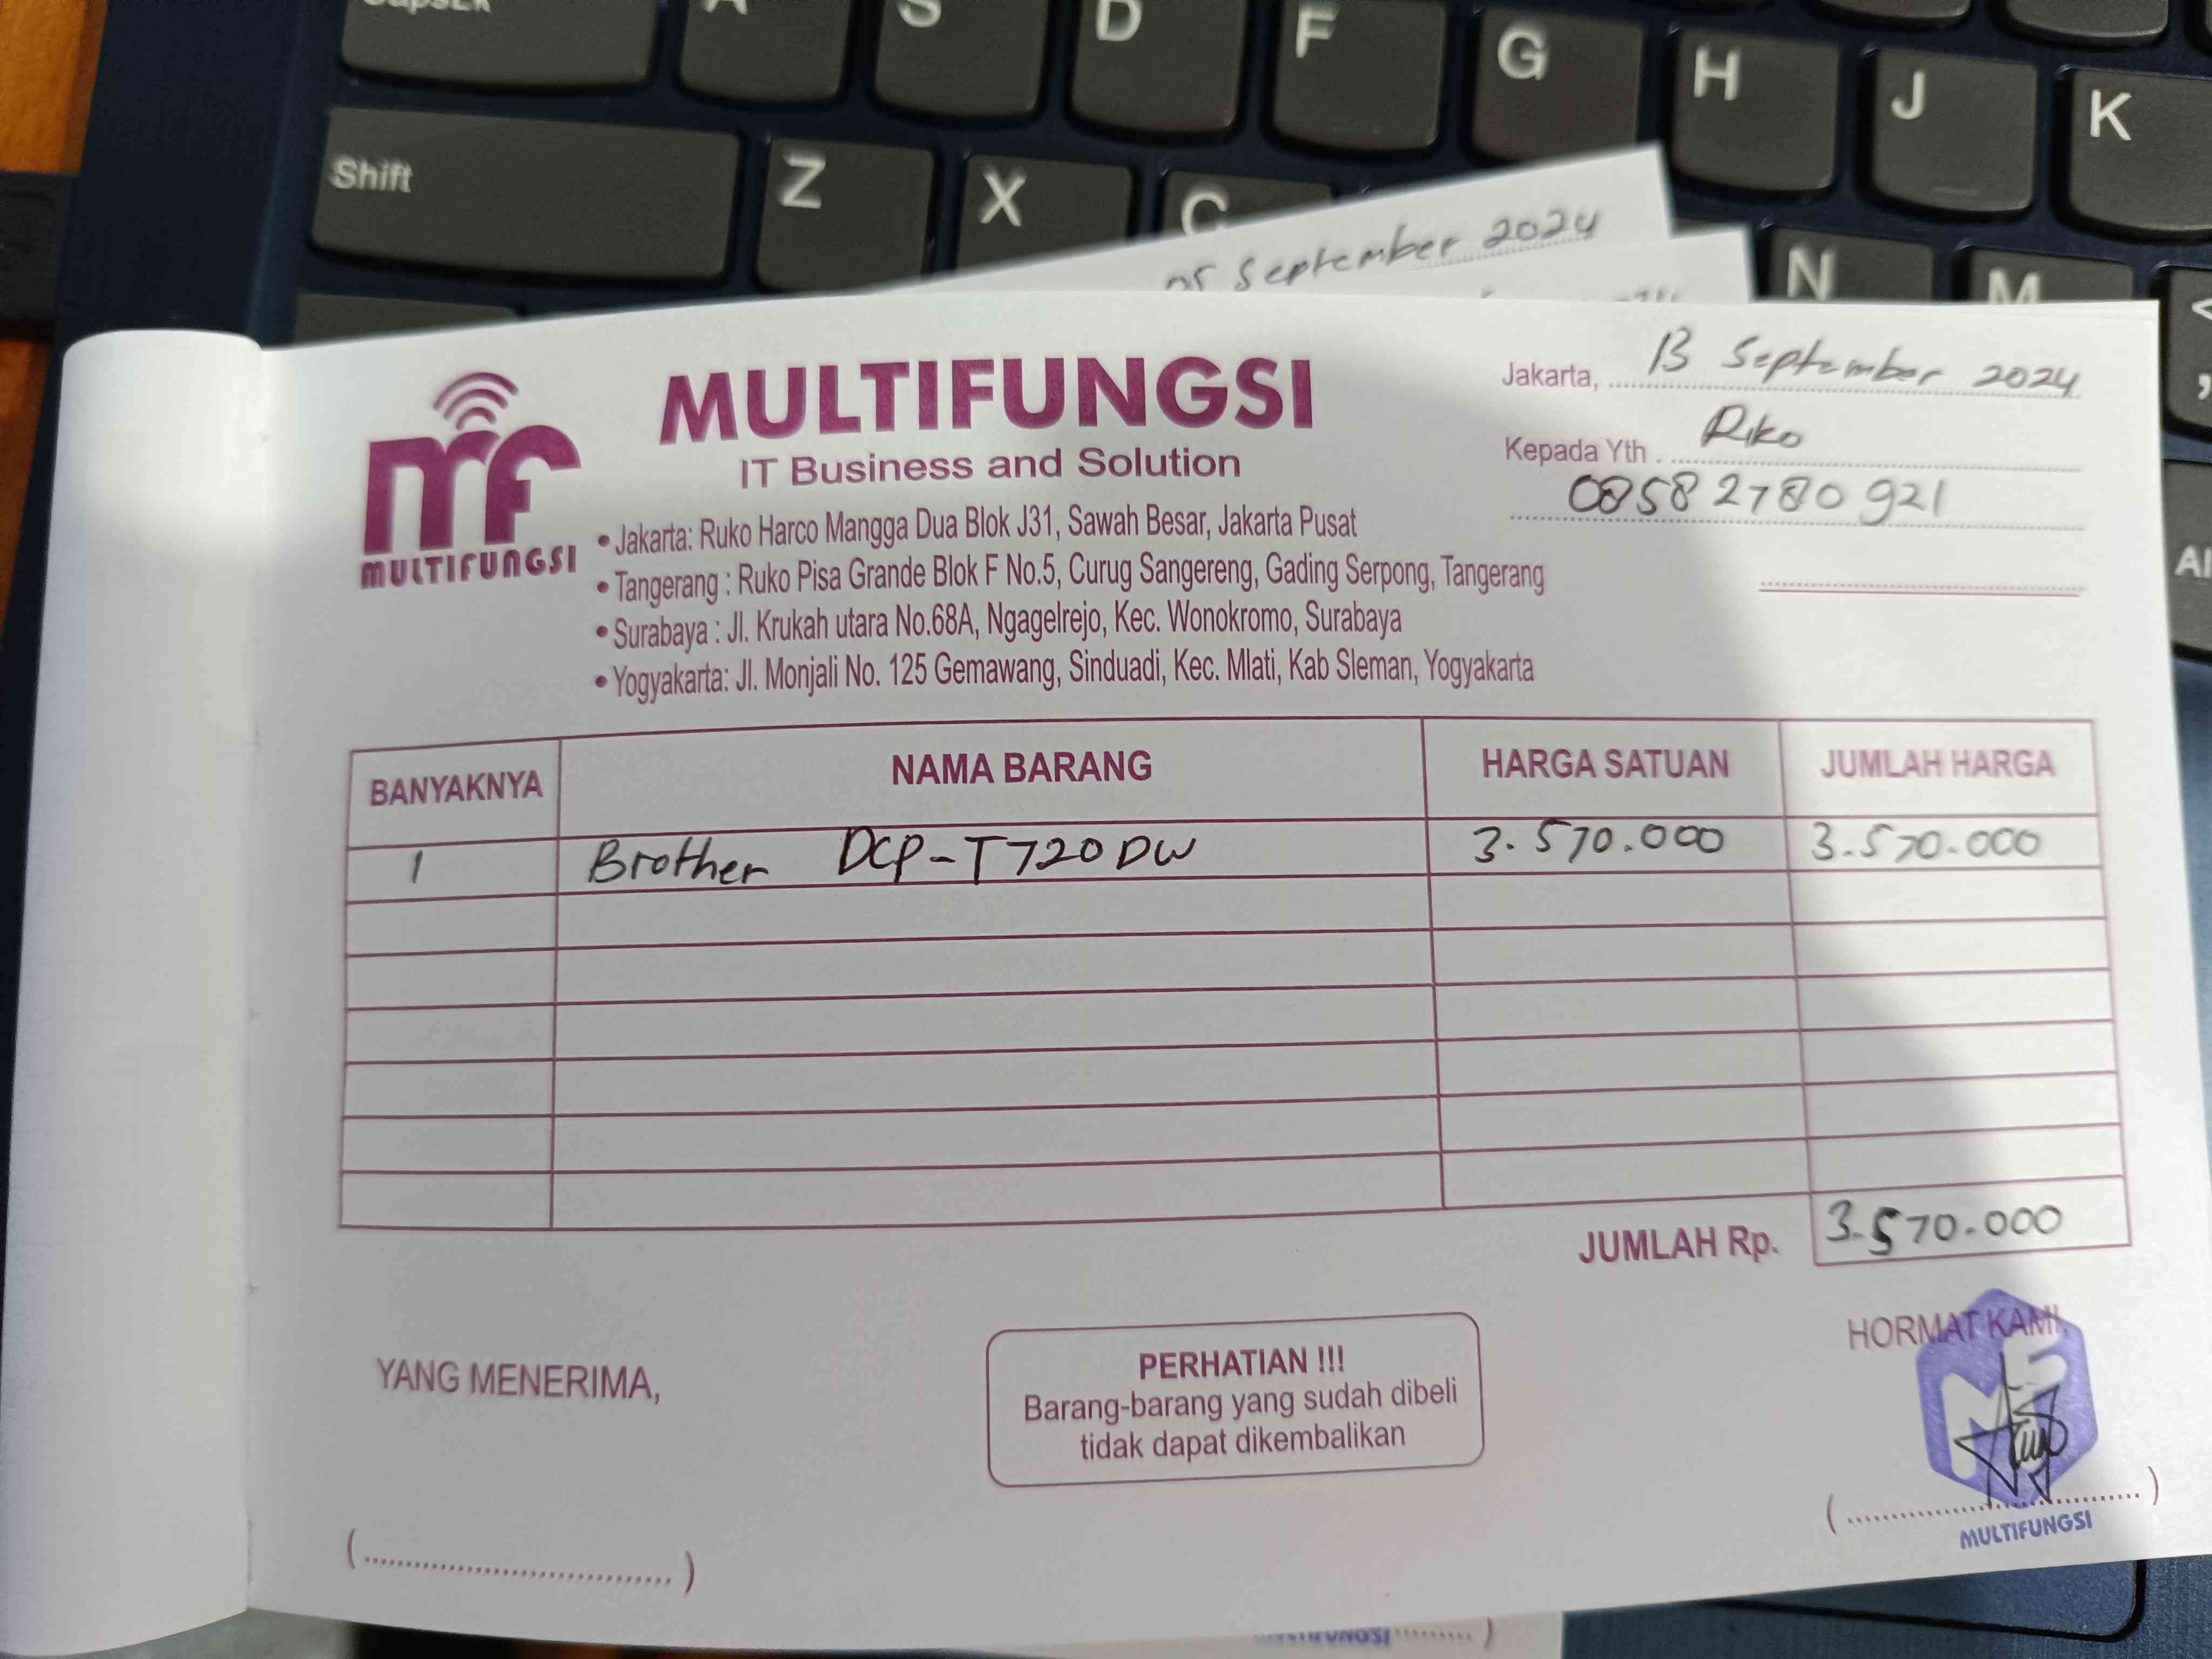 CapsLk A S D F G H J K
Shift Z X C N M
05 September 2024
mf
MULTIFUNGSI
MULTIFUNGSI
IT Business and Solution
• Jakarta: Ruko Harco Mangga Dua Blok J31, Sawah Besar, Jakarta Pusat
• Tangerang : Ruko Pisa Grande Blok F No.5, Curug Sangereng, Gading Serpong, Tangerang
• Surabaya : Jl. Krukah utara No.68A, Ngagelrejo, Kec. Wonokromo, Surabaya
• Yogyakarta: Jl. Monjali No. 125 Gemawang, Sinduadi, Kec. Mlati, Kab Sleman, Yogyakarta
Jakarta, 13 September 2024
Kepada Yth. Riko
08582780921
BANYAKNYA NAMA BARANG HARGA SATUAN JUMLAH HARGA
1 Brother DCP-T720DW 3.570.000 3.570.000
JUMLAH Rp. 3.570.000
YANG MENERIMA,
PERHATIAN !!!
Barang-barang yang sudah dibeli
tidak dapat dikembalikan
HORMAT KAMI,
MULTIFUNGSI
MULTIFUNGSI